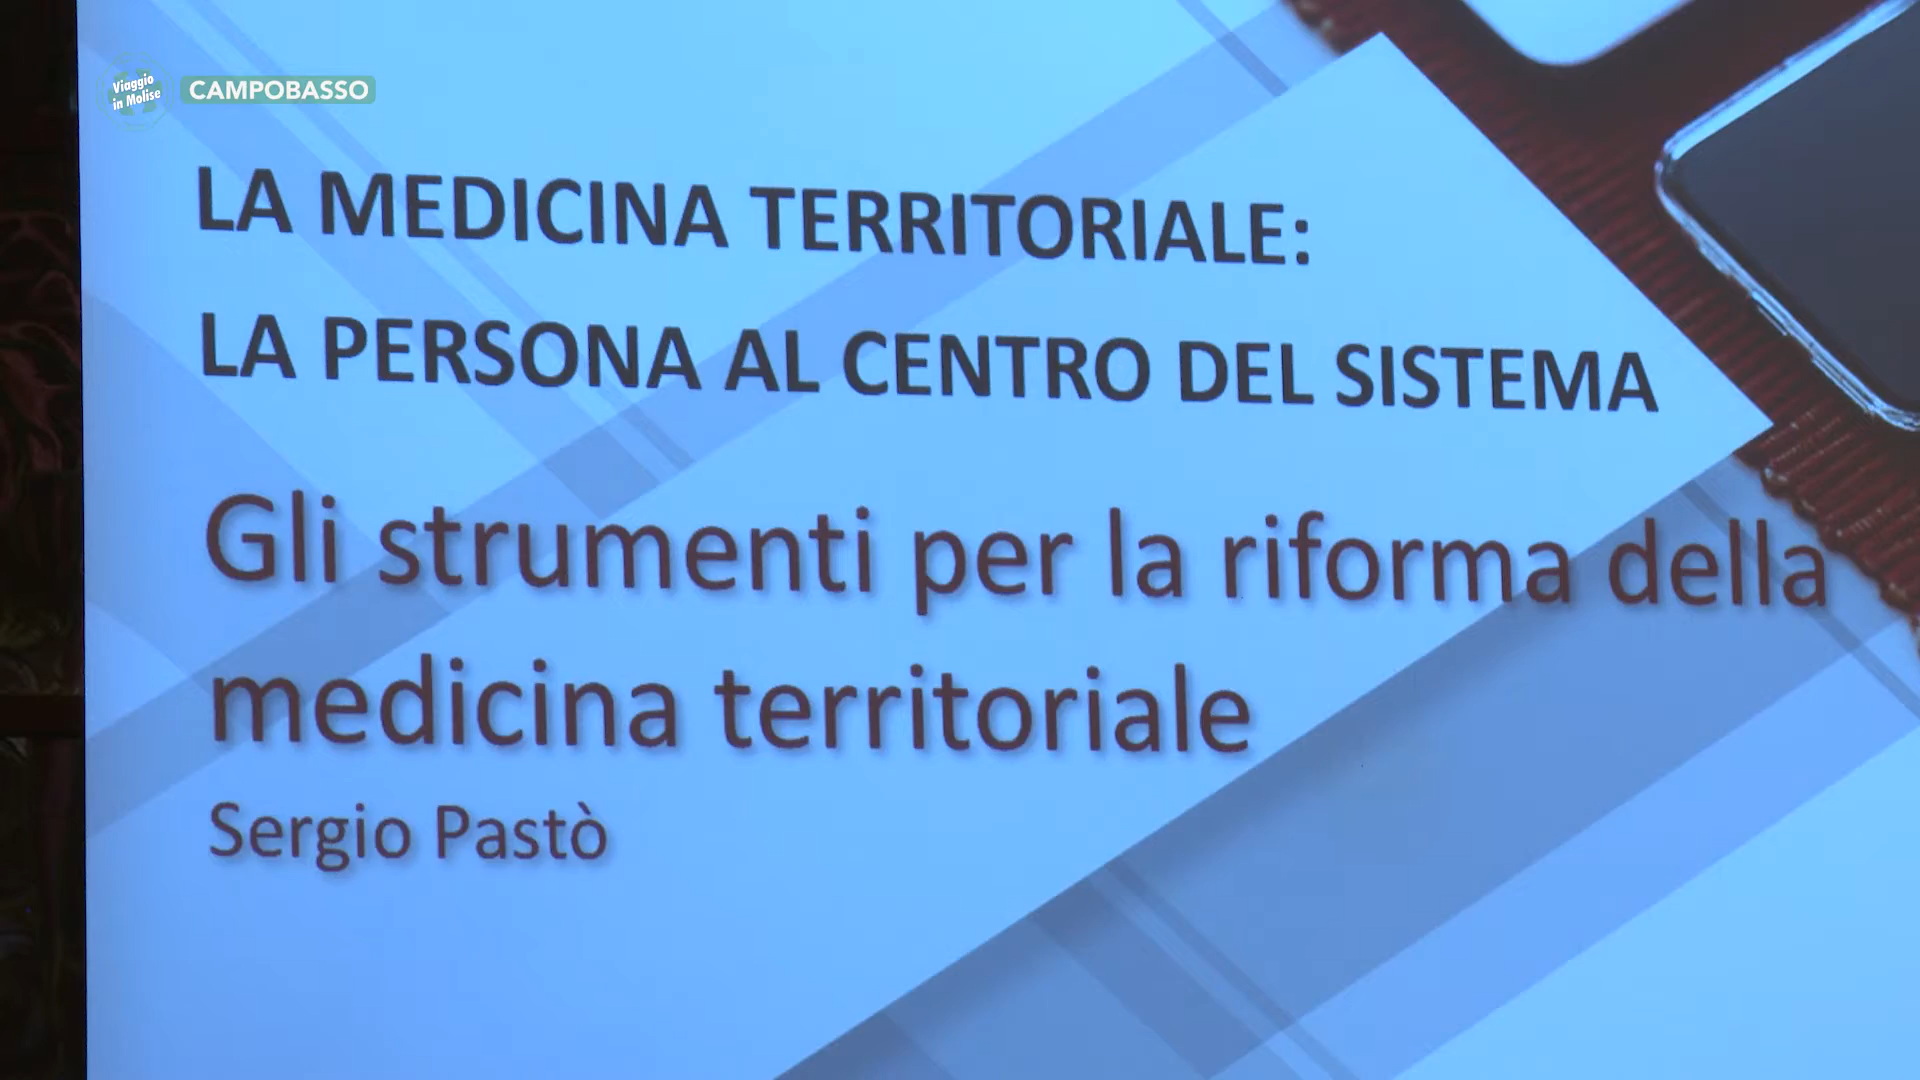 Viaggio
in Molise
CAMPOBASSO
LA MEDICINA TERRITORIALE:
LA PERSONA AL CENTRO DEL SISTEMA
Gli strumenti per la riforma della
medicina territoriale
Sergio Pastò